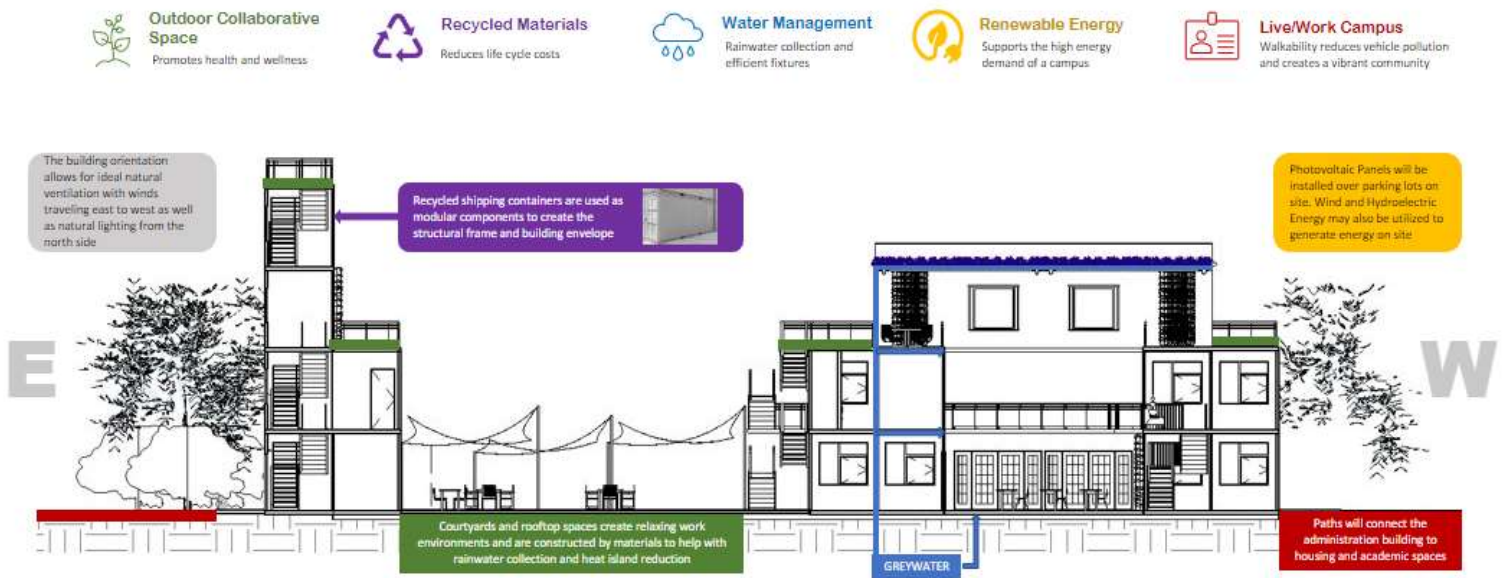 Outdoor Collaborative
Space
Promotes health and wellness
Recycled Materials
Reduces life cycle costs
Water Management
Rainwater collection and
efficient fixtures
Renewable Energy
Supports the high energy
demand of a campus
Live/Work Campus
Walkability reduces vehicle pollution
and creates a vibrant community
The building orientation
allows for ideal natural
ventilation with winds
traveling east to west as well
as natural lighting from the
north side
Recycled shipping containers are used as
modular components to create the
structural frame and building envelope
Photovoltaic Panels will be
installed over parking lots on
site. Wind and Hydroelectric
Energy may also be utilized to
generate energy on site
E
W
Courtyards and rooftop spaces create relaxing work
environments and are constructed by materials to help with
rainwater collection and heat island reduction
GREYWATER
Paths will connect the
administration building to
housing and academic spaces